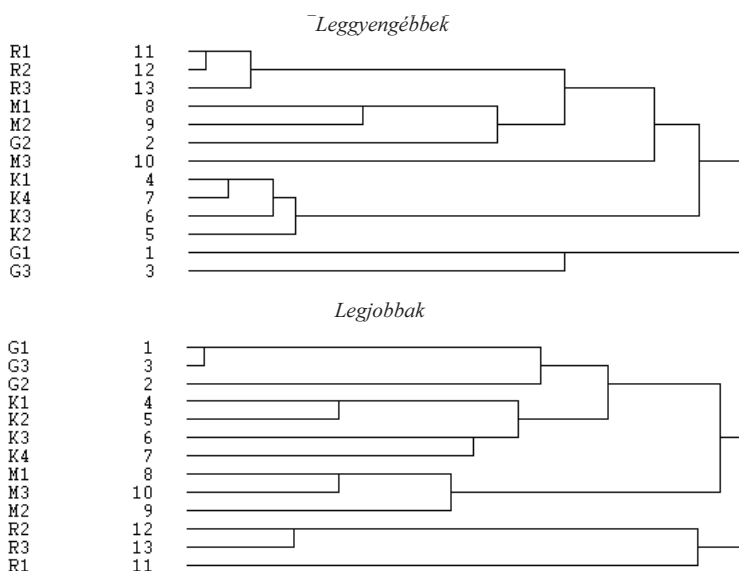 Leggyengébbek
R1 11
R2 12
R3 13
M1 8
M2 9
G2 2
M3 10
K1 4
K4 7
K3 6
K2 5
G1 1
G3 3
Legjobbak
G1 1
G3 3
G2 2
K1 4
K2 5
K3 6
K4 7
M1 8
M3 10
M2 9
R2 12
R3 13
R1 11